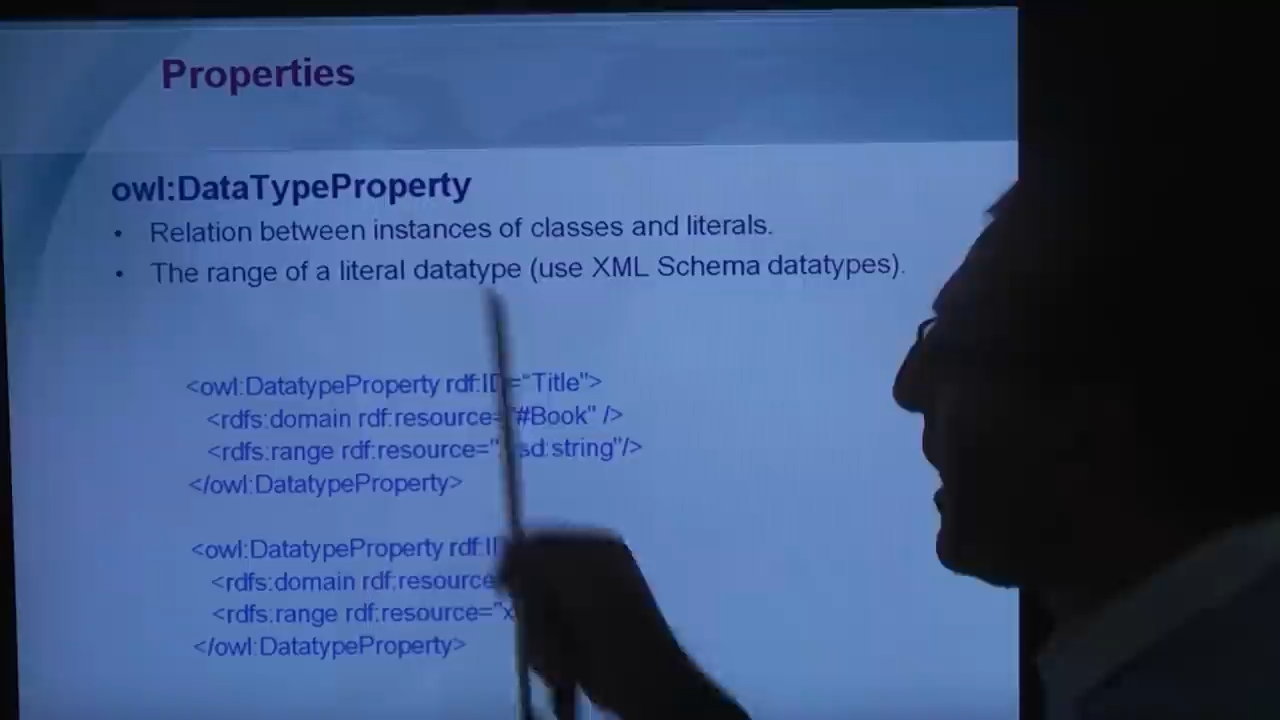 Properties
owl:DataTypeProperty
• Relation between instances of classes and literals.
• The range of a literal datatype (use XML Schema datatypes).
<owl:DatatypeProperty rdf:ID="Title">
<rdfs:domain rdf:resource="#Book" />
<rdfs:range rdf:resource="xsd:string"/>
</owl:DatatypeProperty>
<owl:DatatypeProperty
<rdfs:domain rdf:resource
<rdfs:range rdf:resource="x
</owl:DatatypeProperty>